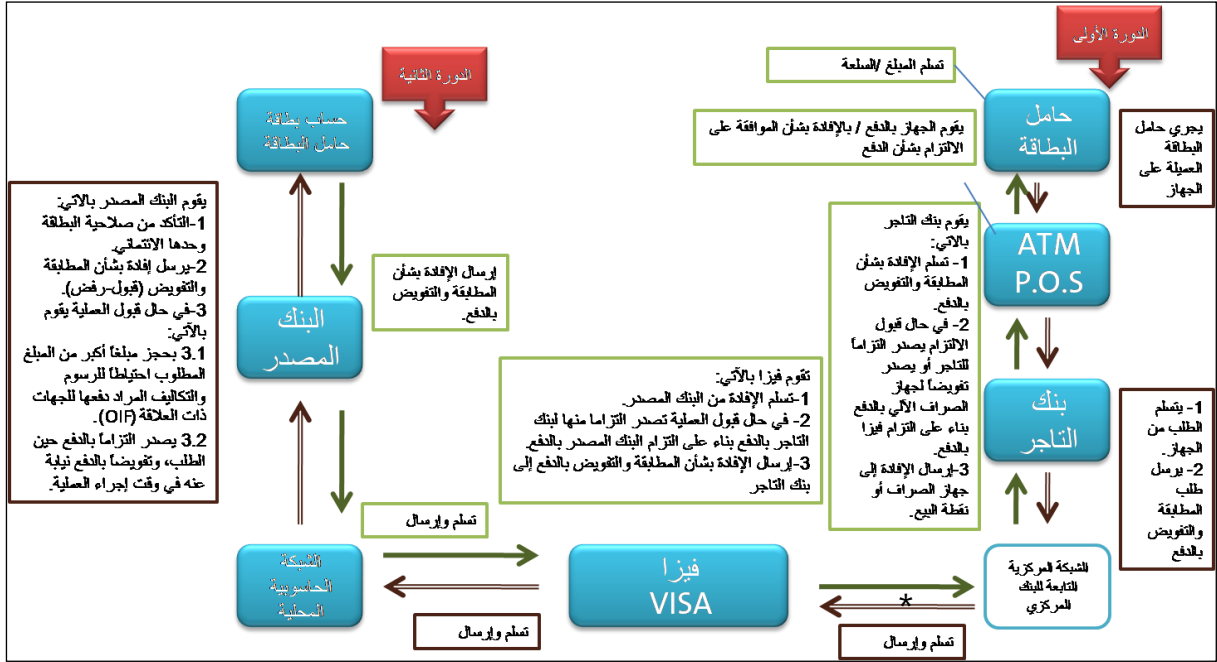 الدورة الأولى
تسلم المبلغ /السلعة
حامل
البطاقة
يجري حامل
البطاقة
العميلة على
الجهاز
يقوم الجهاز بالدفع / بالإفادة بشأن الموافقة على
الالتزام بشأن الدفع
ATM
P.O.S
يقوم بنك التاجر
بالاتي:
1- تسلم الإفادة بشأن
المطابقة والتفويض
بالدفع.
2- في حال قبول
الالتزام يصدر التزاماً
للتاجر أو يصدر
تفويضاً لجهاز
الصراف الآلي بالدفع
بناء على التزام فيزا
بالدفع.
3-إرسال الإفادة إلى
جهاز الصراف أو
نقطة البيع.
بنك
التاجر
1- يتسلم
الطلب من
الجهاز.
2- يرسل
طلب
المطابقة
والتفويض
بالدفع
الشبكة المركزية
التابعة للبنك
المركزي
*
تسلم وإرسال
فيزا
VISA
تقوم فيزا بالآتي:
1-تسلم الإفادة من البنك المصدر.
2- في حال قبول العملية تصدر التزاما منها لبنك
التاجر بالدفع بناء على التزام البنك المصدر بالدفع.
3-إرسال الإفادة بشأن المطابقة والتفويض بالدفع إلى
بنك التاجر
تسلم وإرسال
تسلم وإرسال
الشبكة
الحاسوبية
المحلية
الدورة الثانية
حساب بطاقة
حامل البطاقة
إرسال الإفادة بشأن
المطابقة والتفويض
بالدفع.
البنك
المصدر
يقوم البنك المصدر بالاتي:
1-التأكد من صلاحية البطاقة
وحدها الائتماني.
2-يرسل إفادة بشأن المطابقة
والتفويض (قبول-رفض).
3-في حال قبول العملية يقوم
بالآتي:
3.1 بحجز مبلغاً أكبر من المبلغ
المطلوب احتياطاً للرسوم
والتكاليف المراد دفعها للجهات
ذات العلاقة (OIF).
3.2 يصدر التزاماً بالدفع حين
الطلب، وتفويضاً بالدفع نيابة
عنه في وقت إجراء العملية.